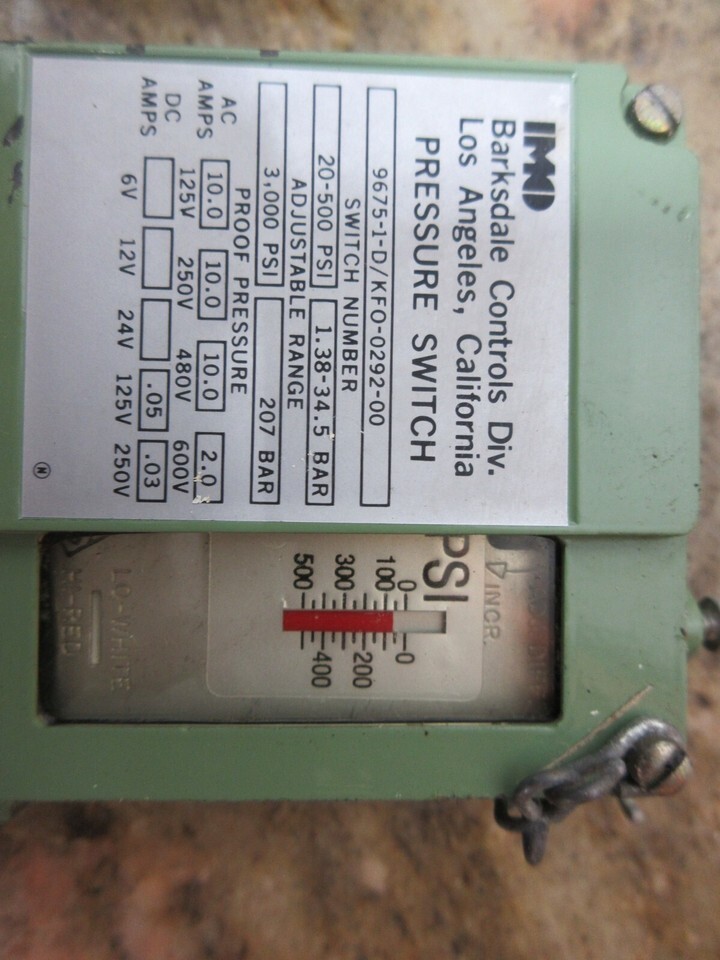 IMO
Barksdale Controls Div.
Los Angeles, California
PRESSURE SWITCH
9675-1-D/KFO-0292-00
SWITCH NUMBER
20-500 PSI 1.38-34.5 BAR
ADJUSTABLE RANGE
3,000 PSI 207 BAR
PROOF PRESSURE
AC AMPS 10.0 10.0 10.0 2.0
125V 250V 480V 600V
DC AMPS .05 .03
6V 12V 24V 125V 250V
INCR.
PSI
0 0
100
200
300
400
500
LO-WHITE
HI-RED